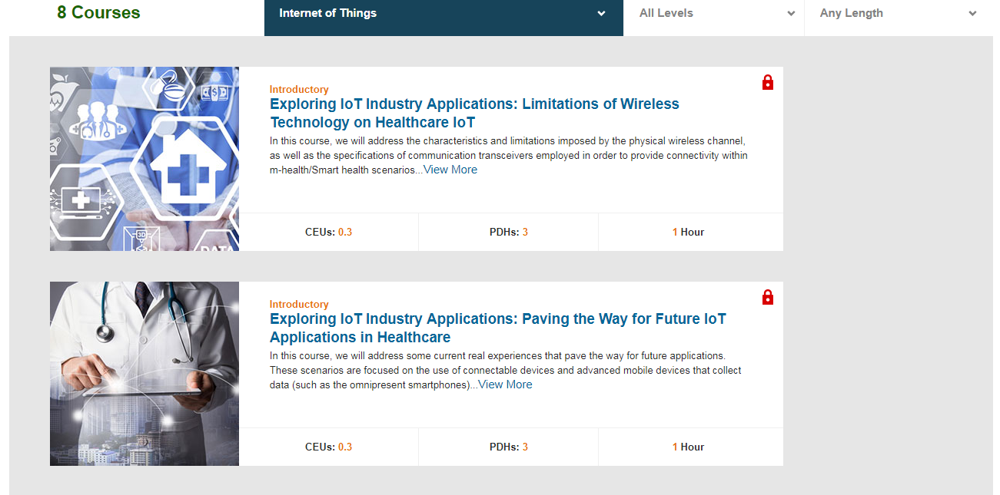 8 Courses
Internet of Things
All Levels
Any Length
Introductory
Exploring IoT Industry Applications: Limitations of Wireless
Technology on Healthcare IoT
In this course, we will address the characteristics and limitations imposed by the physical wireless channel,
as well as the specifications of communication transceivers employed in order to provide connectivity within
m-health/Smart health scenarios...View More
3D
DATA
CEUs: 0.3
PDHs: 3
1 Hour
Introductory
Exploring IoT Industry Applications: Paving the Way for Future IoT
Applications in Healthcare
In this course, we will address some current real experiences that pave the way for future applications.
These scenarios are focused on the use of connectable devices and advanced mobile devices that collect
data (such as the omnipresent smartphones)...View More
CEUs: 0.3
PDHs: 3
1 Hour